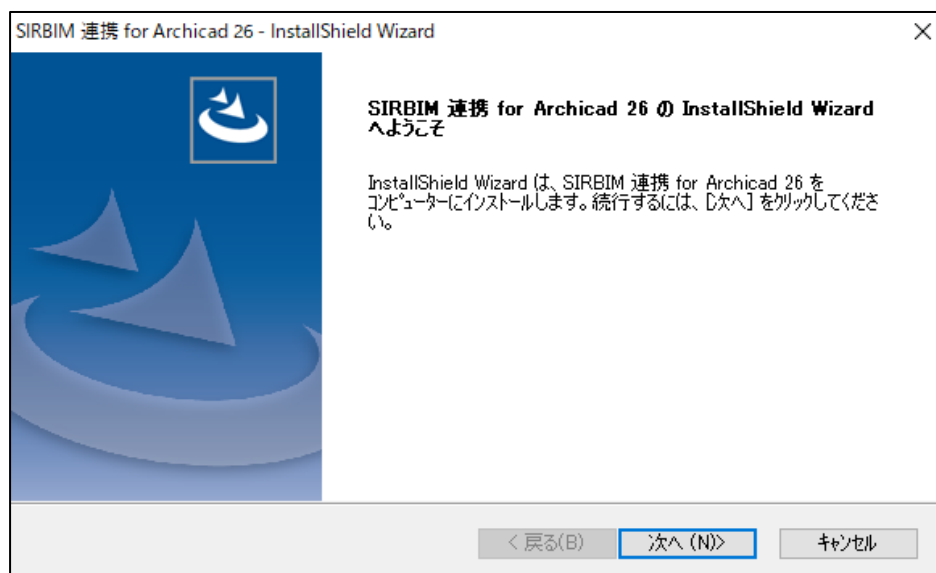 SIRBIM 連携 for Archicad 26 - InstallShield Wizard
SIRBIM 連携 for Archicad 26 の InstallShield Wizard
へようこそ
InstallShield Wizard は、SIRBIM 連携 for Archicad 26 を
コンピューターにインストールします。続行するには、[次へ] をクリックしてくださ
い。
< 戻る(B)
次へ (N)>
キャンセル